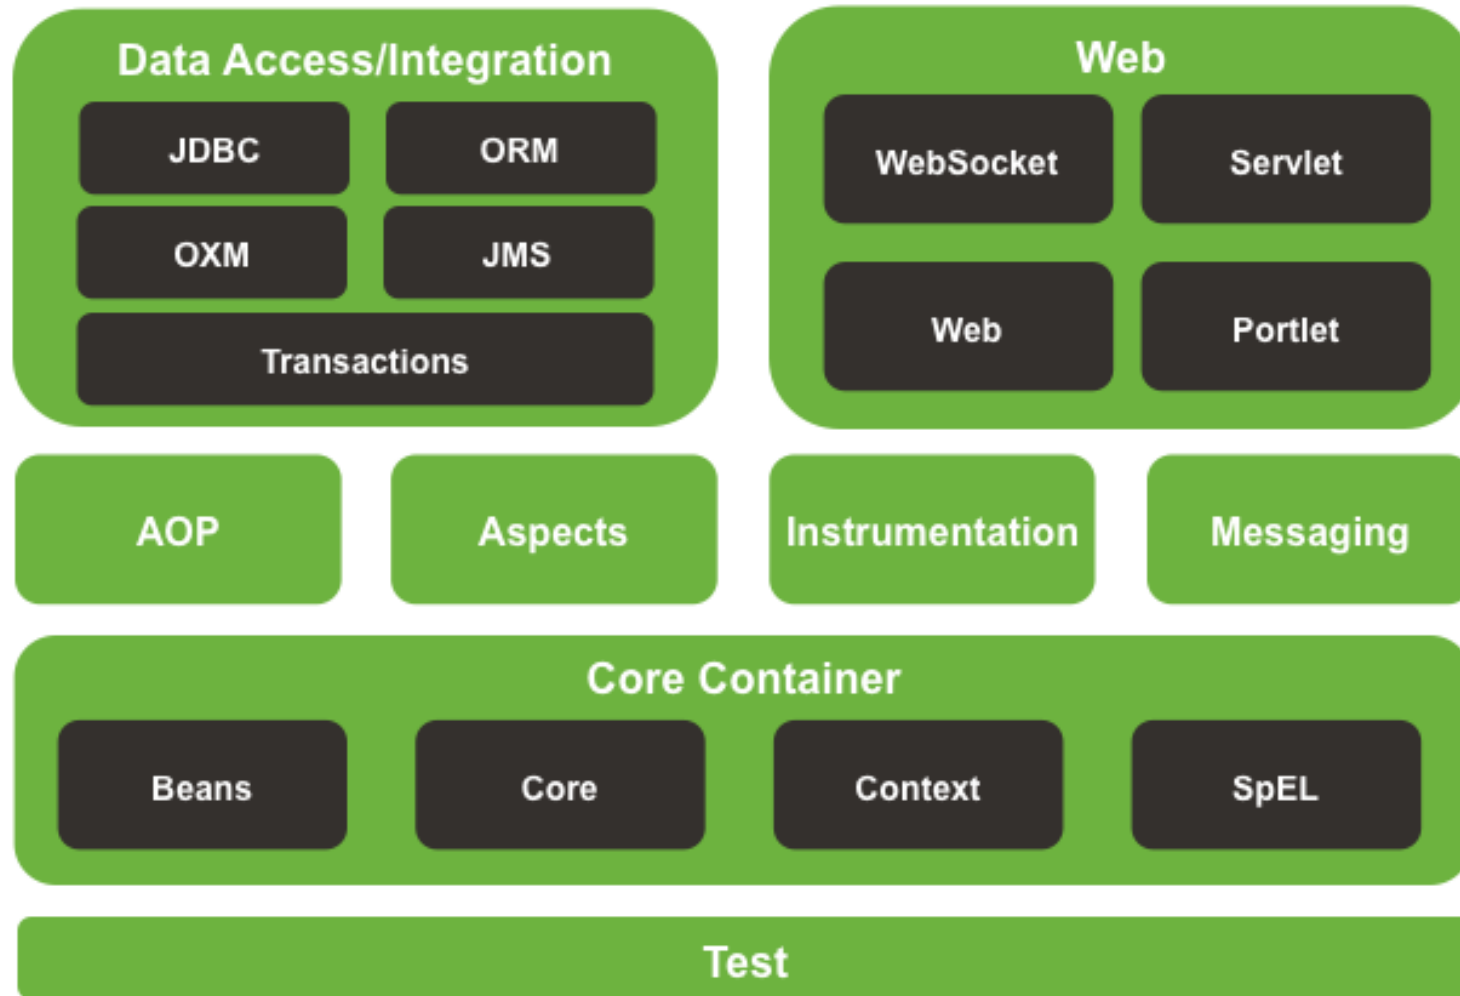 Data Access/Integration
JDBC
ORM
OXM
JMS
Transactions
Web
WebSocket
Servlet
Web
Portlet
AOP
Aspects
Instrumentation
Messaging
Core Container
Beans
Core
Context
SpEL
Test